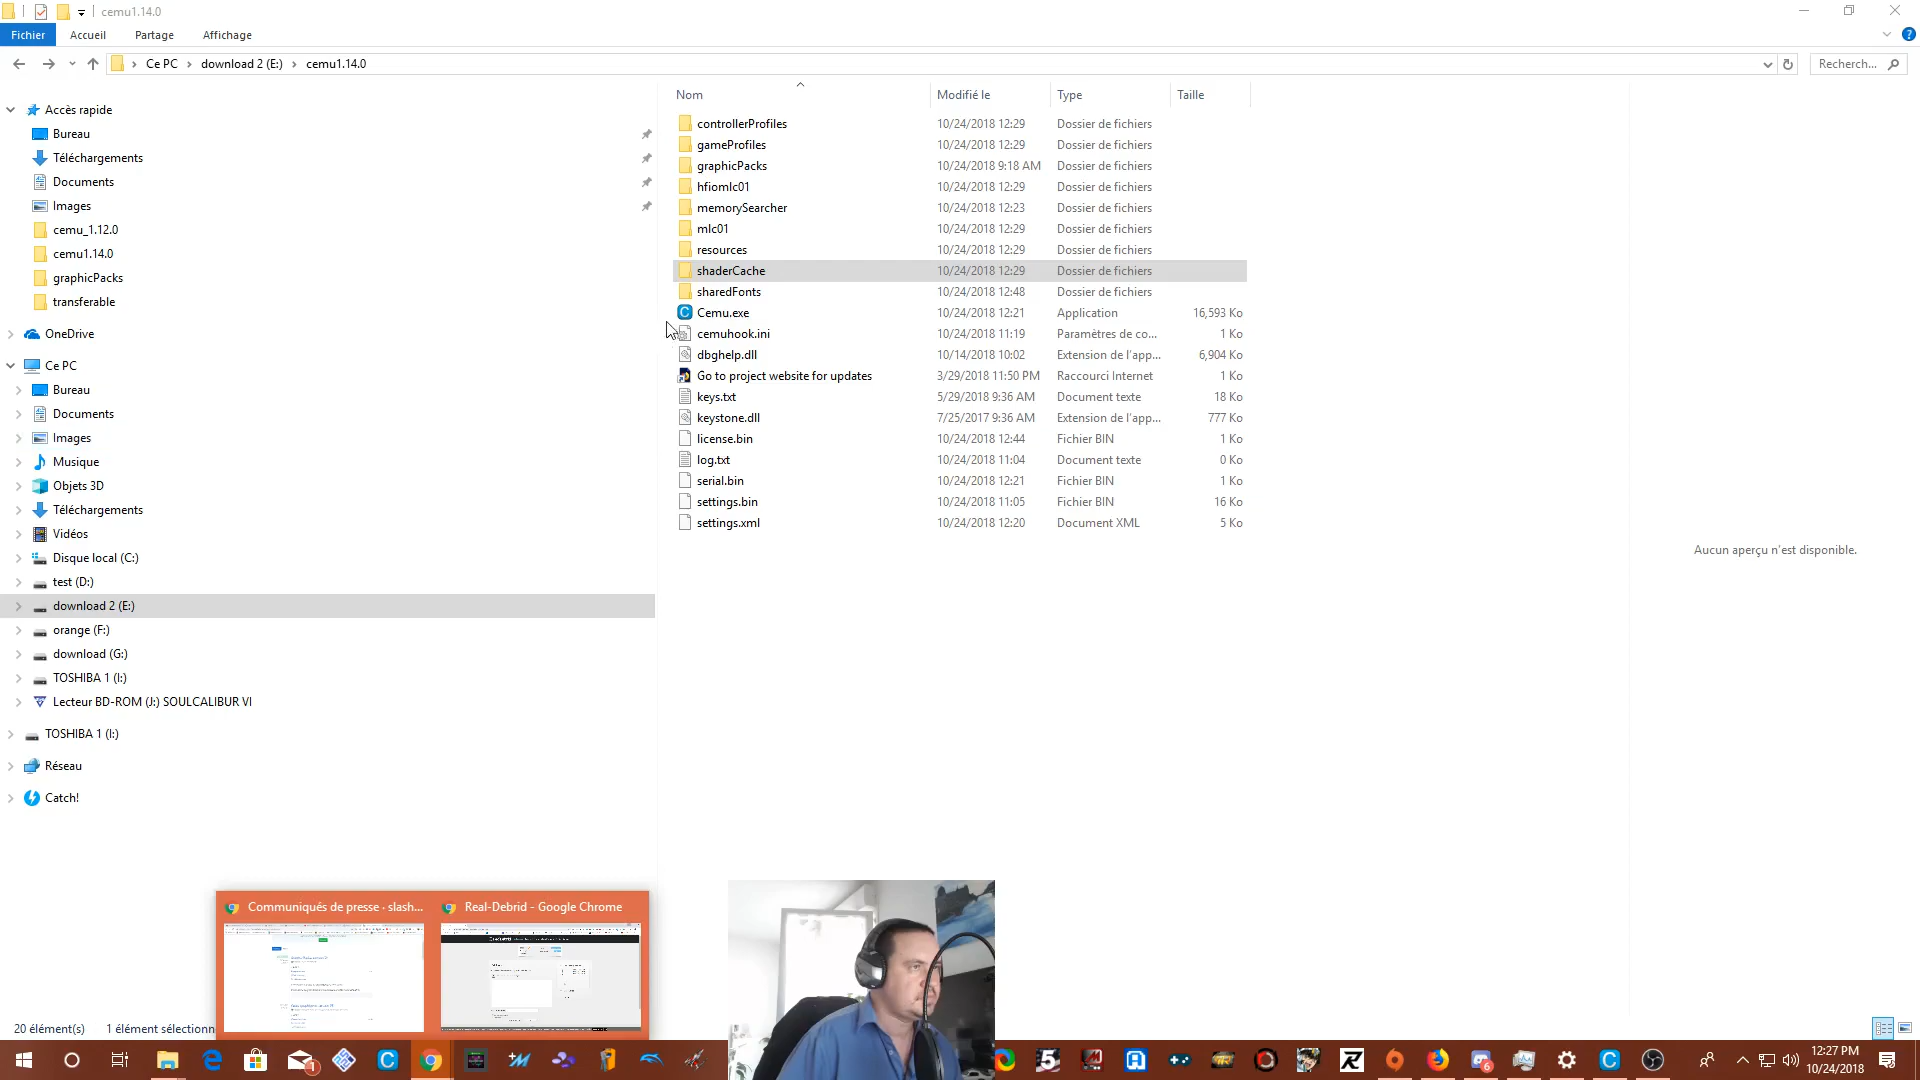 cemu1.14.0
Fichier Accueil Partage Affichage
Ce PC download 2 (E:) cemu1.14.0
Recherch...
Nom Modifié le Type Taille
Accès rapide
Bureau
Téléchargements
Documents
Images
cemu_1.12.0
cemu1.14.0
graphicPacks
transferable
OneDrive
Ce PC
Bureau
Documents
Images
Musique
Objets 3D
Téléchargements
Vidéos
Disque local (C:)
test (D:)
download 2 (E:)
orange (F:)
download (G:)
TOSHIBA 1 (I:)
Lecteur BD-ROM (J:) SOULCALIBUR VI
TOSHIBA 1 (I:)
Réseau
Catch!
controllerProfiles 10/24/2018 12:29 Dossier de fichiers
gameProfiles 10/24/2018 12:29 Dossier de fichiers
graphicPacks 10/24/2018 9:18 AM Dossier de fichiers
hfiomlc01 10/24/2018 12:29 Dossier de fichiers
memorySearcher 10/24/2018 12:23 Dossier de fichiers
mlc01 10/24/2018 12:29 Dossier de fichiers
resources 10/24/2018 12:29 Dossier de fichiers
shaderCache 10/24/2018 12:29 Dossier de fichiers
sharedFonts 10/24/2018 12:48 Dossier de fichiers
Cemu.exe 10/24/2018 12:21 Application 16,593 Ko
cemuhook.ini 10/24/2018 11:19 Paramètres de co... 1 Ko
dbghelp.dll 10/14/2018 10:02 Extension de l'app... 6,904 Ko
Go to project website for updates 3/29/2018 11:50 PM Raccourci Internet 1 Ko
keys.txt 5/29/2018 9:36 AM Document texte 18 Ko
keystone.dll 7/25/2017 9:36 AM Extension de l'app... 777 Ko
license.bin 10/24/2018 12:44 Fichier BIN 1 Ko
log.txt 10/24/2018 11:04 Document texte 0 Ko
serial.bin 10/24/2018 12:21 Fichier BIN 1 Ko
settings.bin 10/24/2018 11:05 Fichier BIN 16 Ko
settings.xml 10/24/2018 12:20 Document XML 5 Ko
Aucun aperçu n'est disponible.
Communiqués de presse · slash... Real-Debrid - Google Chrome
20 élément(s) 1 élément sélectionn
12:27 PM
10/24/2018